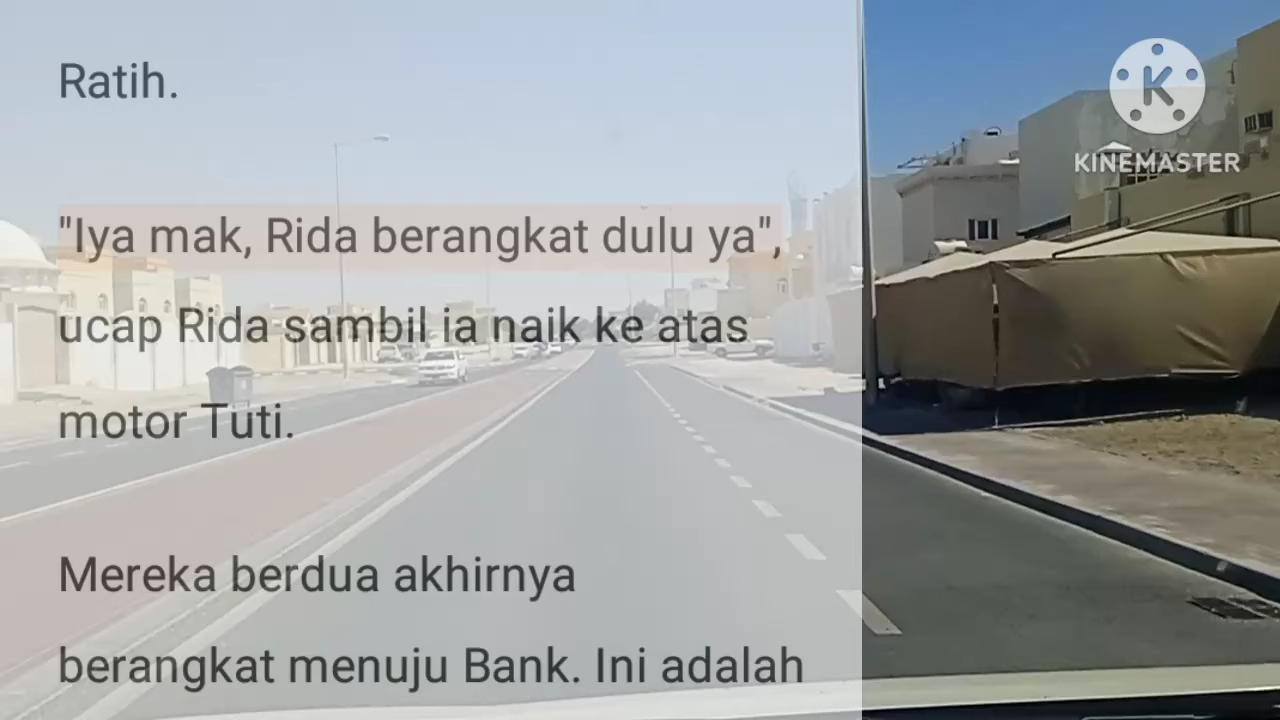 Ratih.
"Iya mak, Rida berangkat dulu ya",
ucap Rida sambil ia naik ke atas
motor Tuti.
Mereka berdua akhirnya
berangkat menuju Bank. Ini adalah
K
KINEMASTER